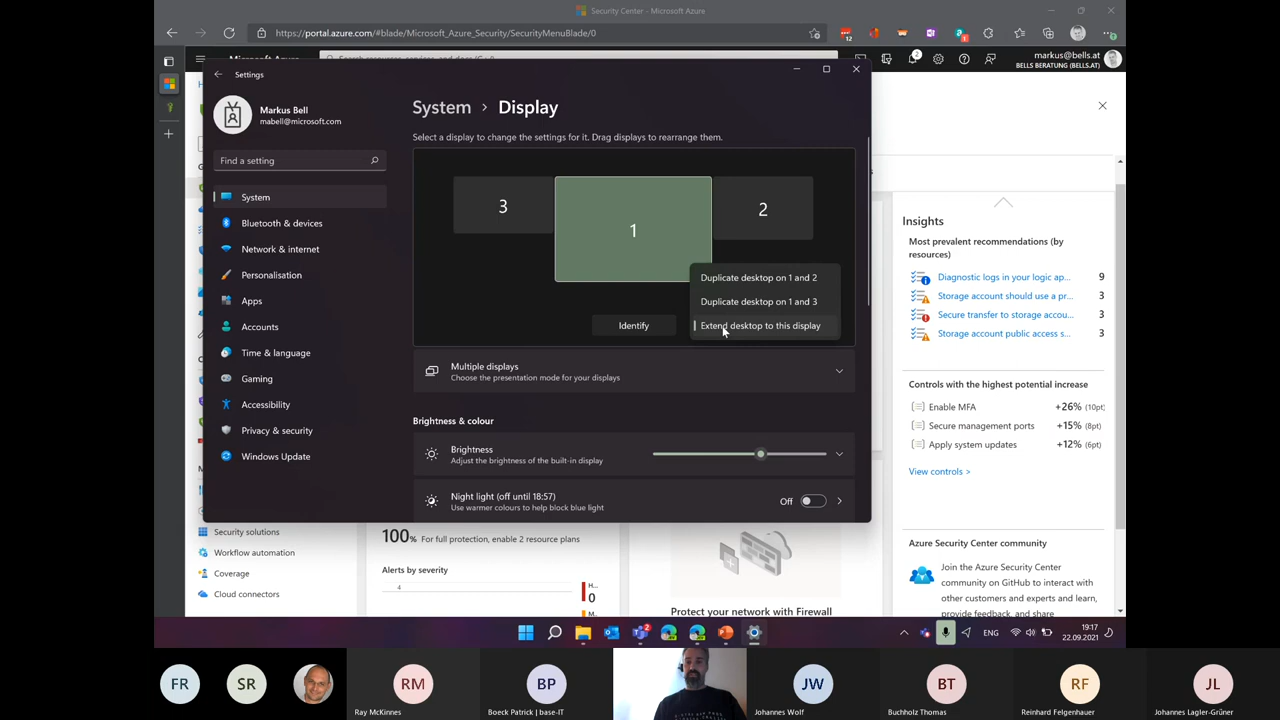 Security Center - Microsoft Azure
https://portal.azure.com/#blade/Microsoft_Azure_Security/SecurityMenuBlade/0
12
markus@bells.at
BELLS BERATUNG (BELLS.AT)
2
Settings
Markus Bell
mabell@microsoft.com
Find a setting
System
Bluetooth & devices
Network & internet
Personalisation
Apps
Accounts
Time & language
Gaming
Accessibility
Privacy & security
Windows Update
System > Display
Select a display to change the settings for it. Drag displays to rearrange them.
3
1
2
Duplicate desktop on 1 and 2
Duplicate desktop on 1 and 3
Extend desktop to this display
Identify
Multiple displays
Choose the presentation mode for your displays
Brightness & colour
Brightness
Adjust the brightness of the built-in display
Night light (off until 18:57)
Use warmer colours to help block blue light
Off
Insights
Most prevalent recommendations (by
resources)
Diagnostic logs in your logic ap... 9
Storage account should use a pr... 3
Secure transfer to storage accou... 3
Storage account public access s... 3
Controls with the highest potential increase
Enable MFA +26% (10pt)
Secure management ports +15% (8pt)
Apply system updates +12% (6pt)
View controls >
Azure Security Center community
Join the Azure Security Center
community on GitHub to interact with
other customers and experts and learn,
provide feedback, and share
Security solutions
Workflow automation
Coverage
Cloud connectors
100% For full protection, enable 2 resource plans
Alerts by severity
4
H..
0
M..
Protect your network with Firewall
ENG
19:17
22.09.2021
FR
SR
RM
Ray McKinnes
BP
Boeck Patrick | base-IT
JW
Johannes Wolf
BT
Buchholz Thomas
RF
Reinhard Felgenhauer
JL
Johannes Lagler-Grüner